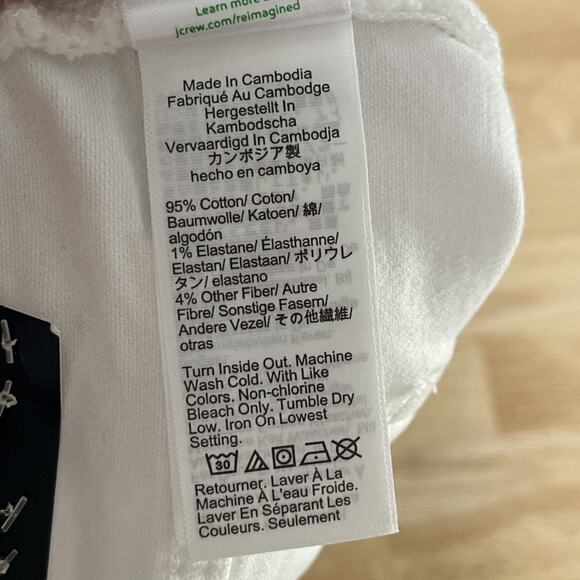 Learn more
jcrew.com/reimagined
Made In Cambodia
Fabriqué Au Cambodge
Hergestellt In
Kambodscha
Vervaardigd In Cambodja
カンボジア製
hecho en camboya
95% Cotton/ Coton/
Baumwolle/ Katoen/ 綿/
algodón
1% Elastane/ Élasthanne/
Elastan/ Elastaan/ ポリウレ
タン/ elastano
4% Other Fiber/ Autre
Fibre/ Sonstige Fasern/
Andere Vezel/ その他繊維/
otras
Turn Inside Out. Machine
Wash Cold. With Like
Colors. Non-chlorine
Bleach Only. Tumble Dry
Low. Iron On Lowest
Setting.
30
Retourner. Laver À La
Machine À L'eau Froide.
Laver En Séparant Les
Couleurs. Seulement